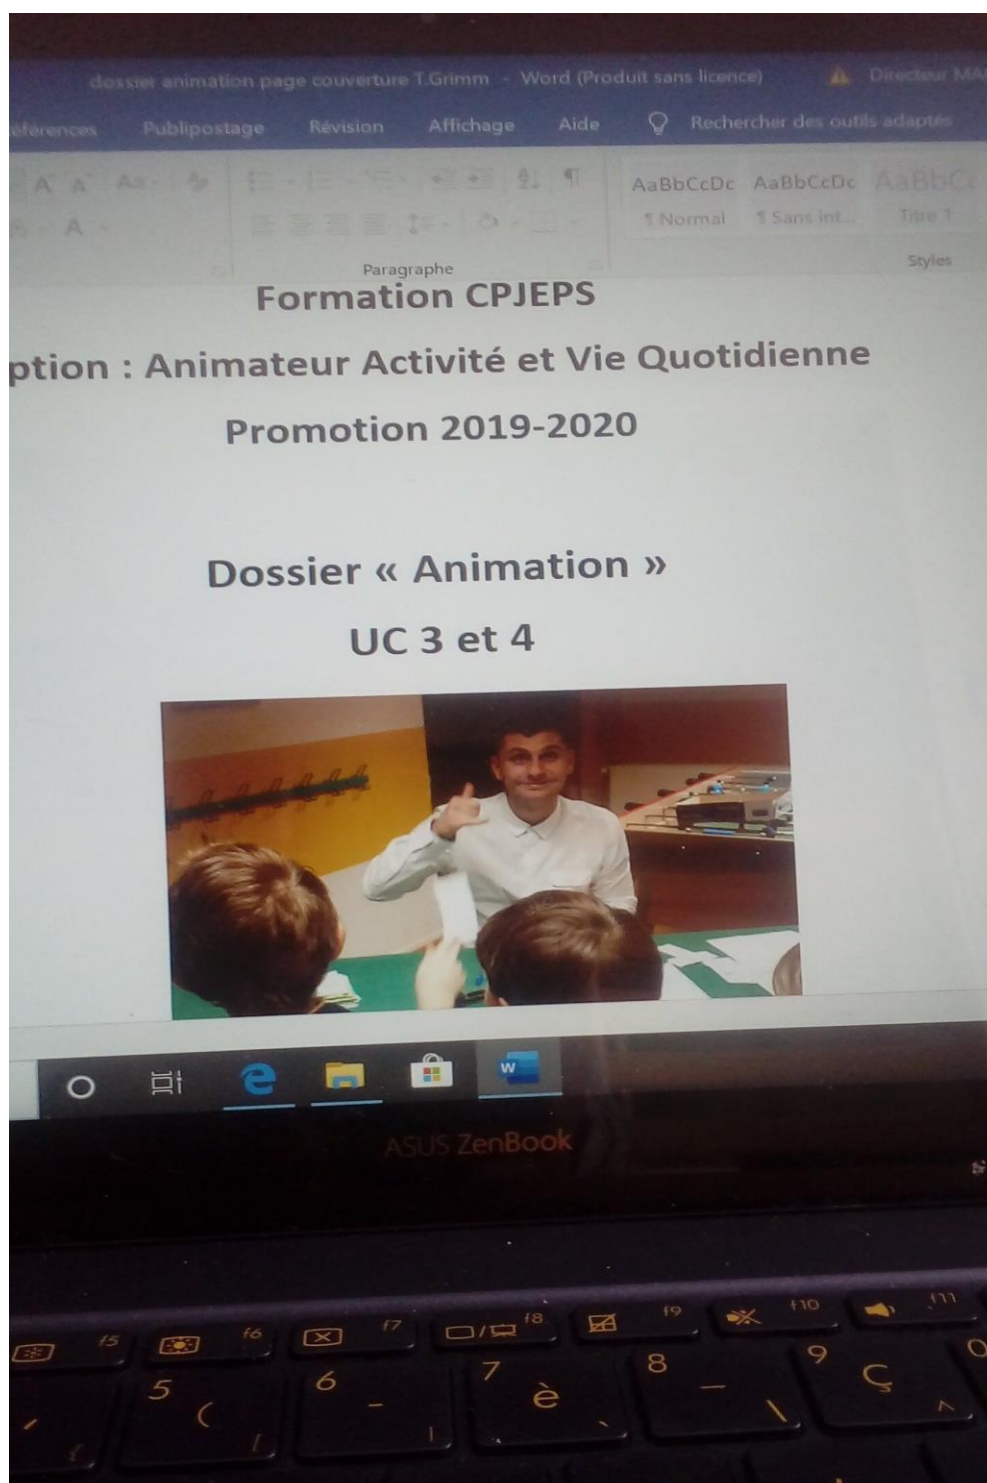 dossier animation page couverture T.Grimm - Word (Produit sans licence) Directeur MA
éférences Publipostage Révision Affichage Aide Rechercher des outils adaptés
A A Aa
AaBbCcDc AaBbCcDc AaBbCc
A
¶ Normal ¶ Sans int... Titre 1
Paragraphe Styles
Formation CPJEPS
ption : Animateur Activité et Vie Quotidienne
Promotion 2019-2020
Dossier « Animation »
UC 3 et 4
ASUS ZenBook
f5 f6 f7 f8 f9 f10 f11
5 ( [
6 - |
7 è `
8 _ \
9 ç ^